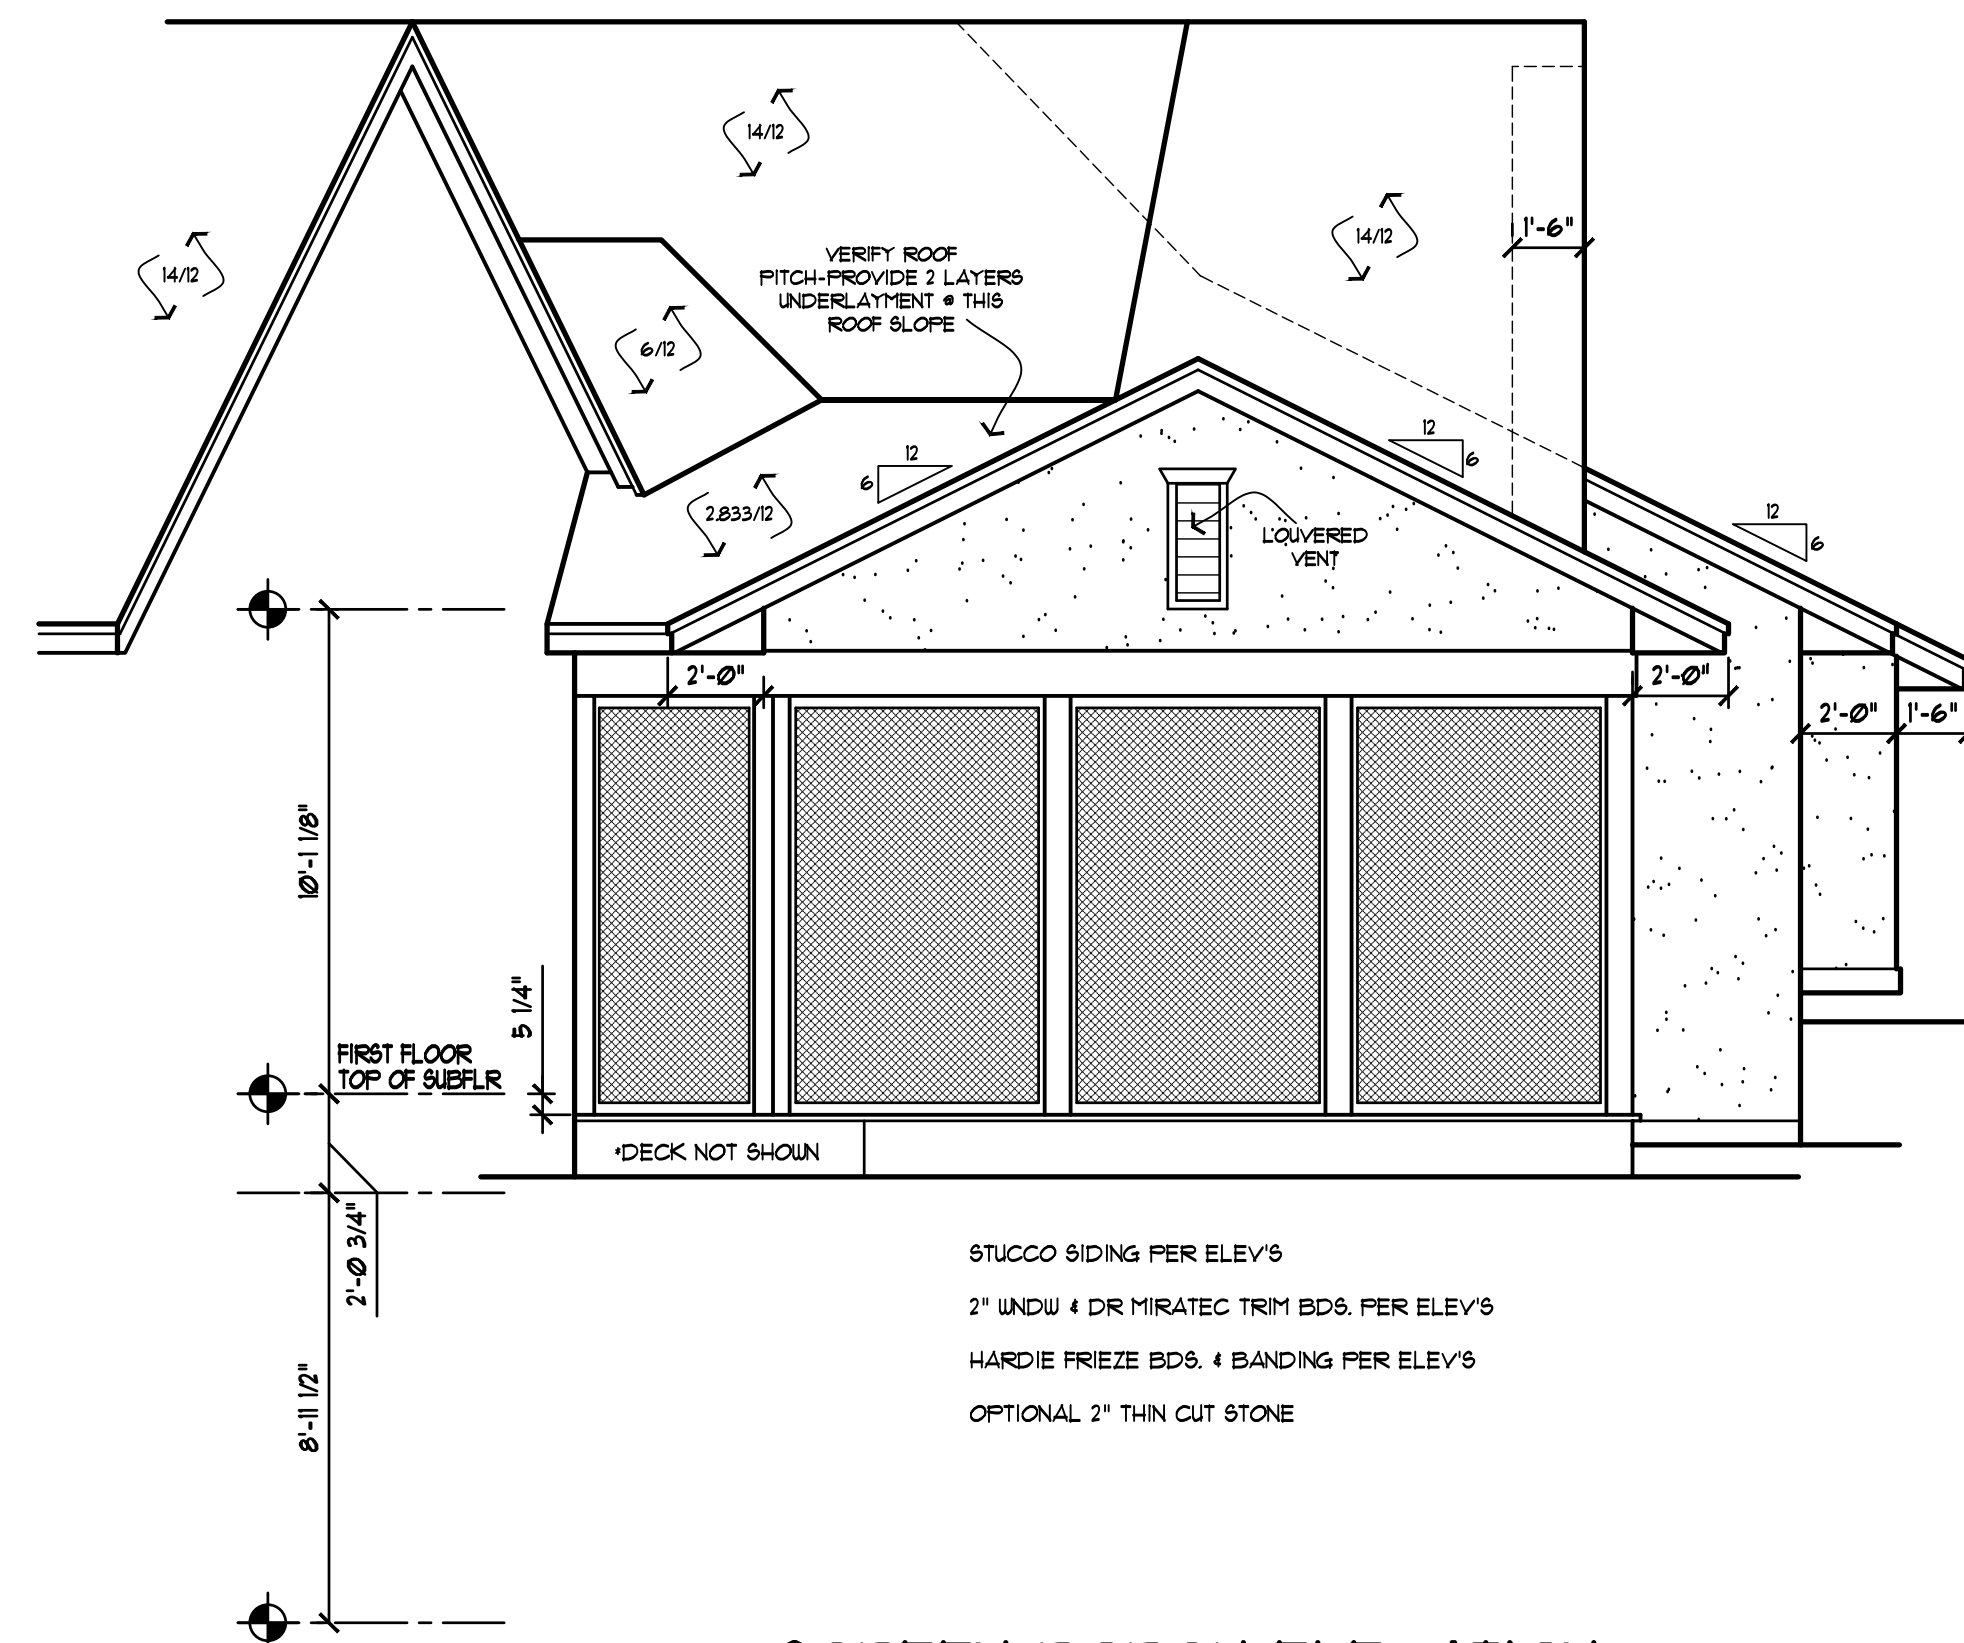 14/12
1'-6"
14/12
14/12
VERIFY ROOF
PITCH-PROVIDE 2 LAYERS
UNDERLAYMENT @ THIS
ROOF SLOPE
6/12
12
6
12
6
2.833/12
12
6
LOUVERED
VENT
2'-0"
2'-0"
2'-0"
1'-6"
10'-1 1/8"
5 1/4"
FIRST FLOOR
TOP OF SUBFLR
*DECK NOT SHOWN
2'-0 3/4"
8'-11 1/2"
STUCCO SIDING PER ELEV'S
2" WNDW & DR MIRATEC TRIM BDS. PER ELEV'S
HARDIE FRIEZE BDS. & BANDING PER ELEV'S
OPTIONAL 2" THIN CUT STONE